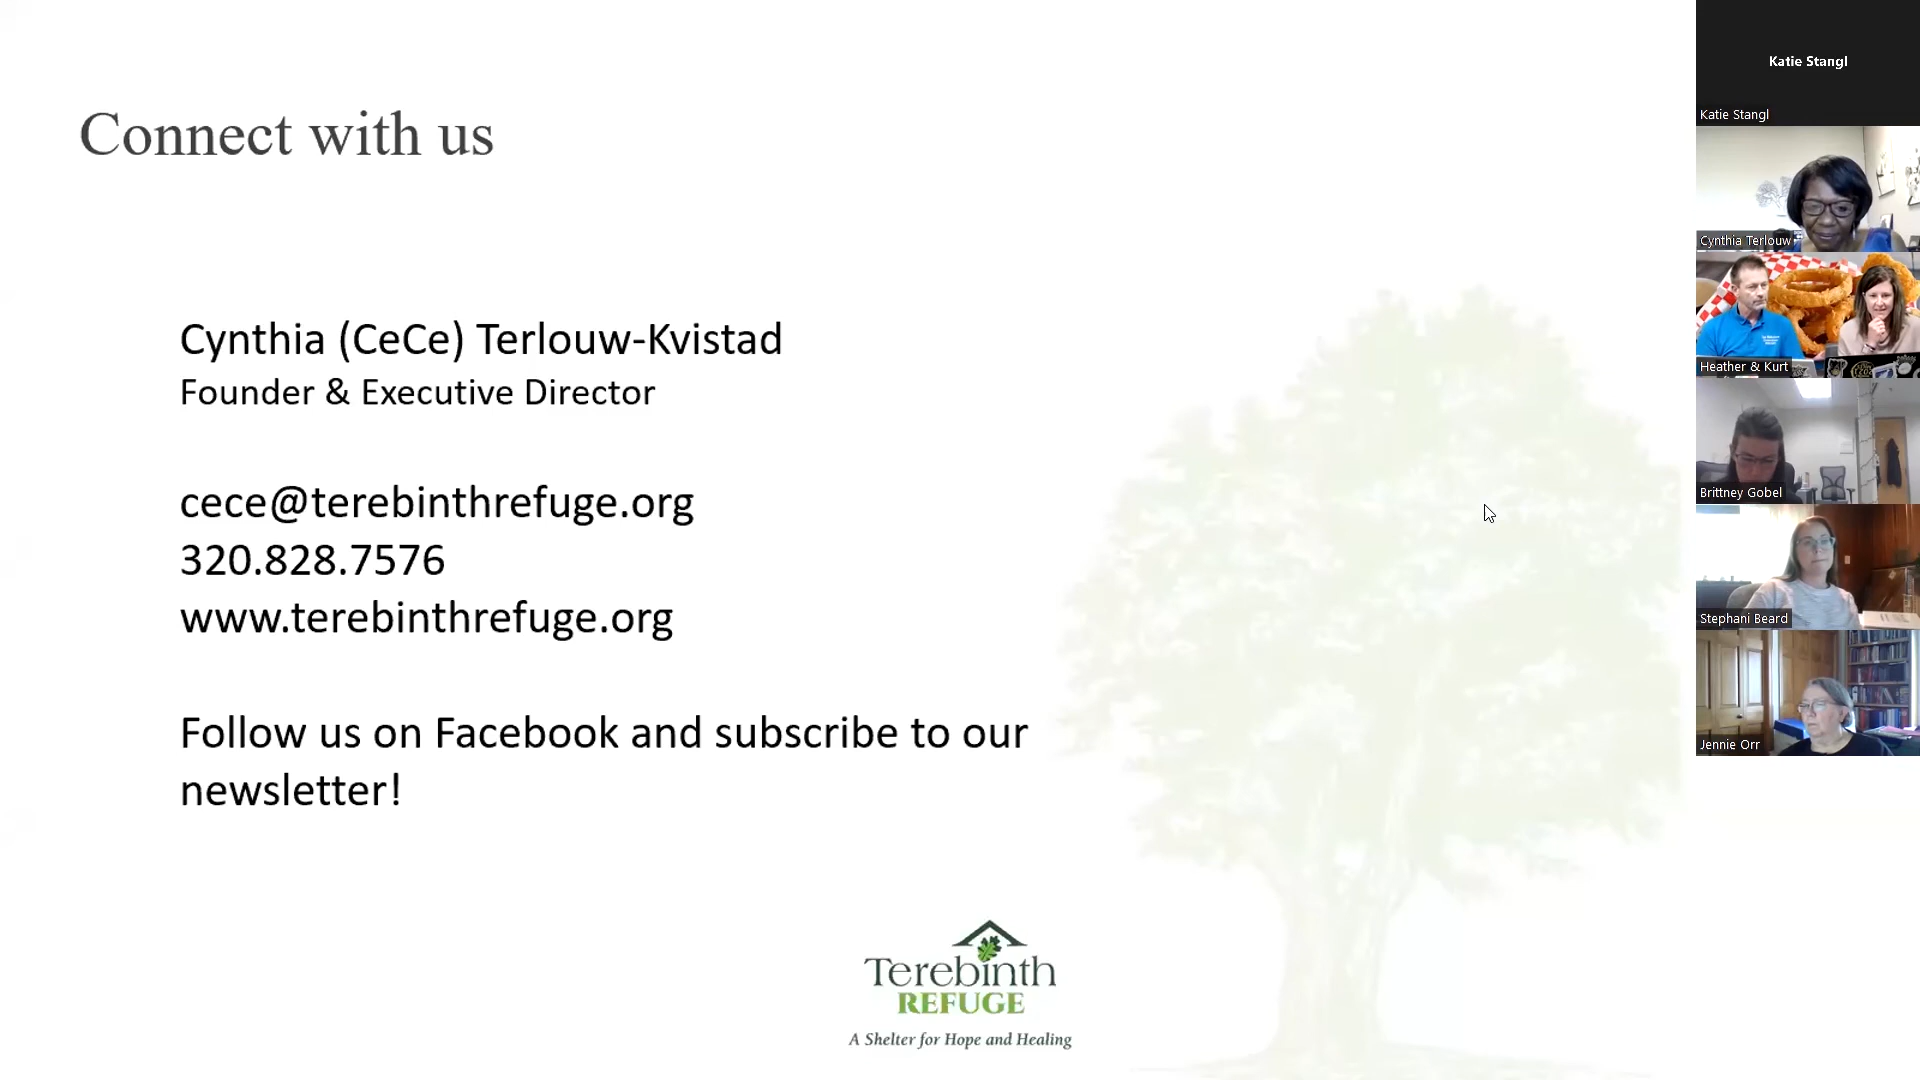 Connect with us
Cynthia (CeCe) Terlouw-Kvistad
Founder & Executive Director
cece@terebinthrefuge.org
320.828.7576
www.terebinthrefuge.org
Follow us on Facebook and subscribe to our
newsletter!
Terebinth
REFUGE
A Shelter for Hope and Healing
Katie Stangl
Katie Stangl
Cynthia Terlouw
Heather & Kurt
Brittney Gobel
Stephani Beard
Jennie Orr